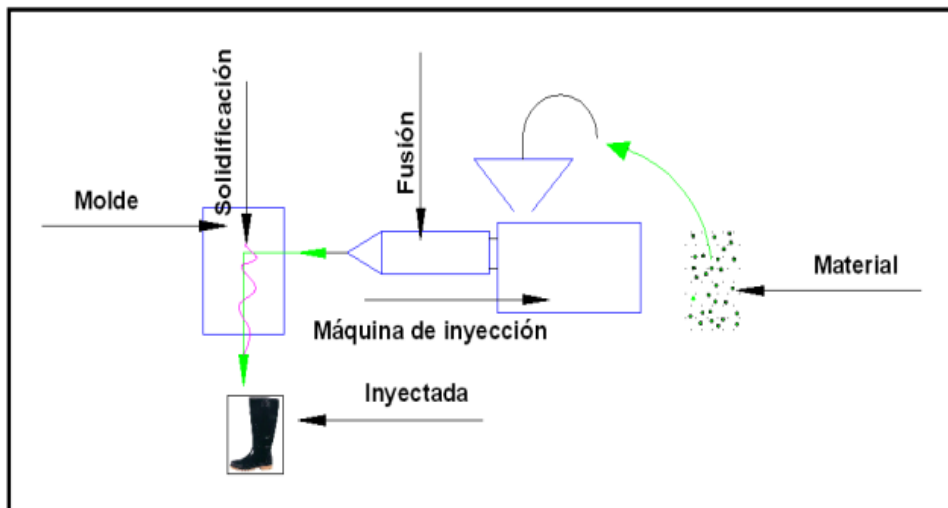 Solidificación
Fusión
Molde
Material
Máquina de inyección
Inyectada